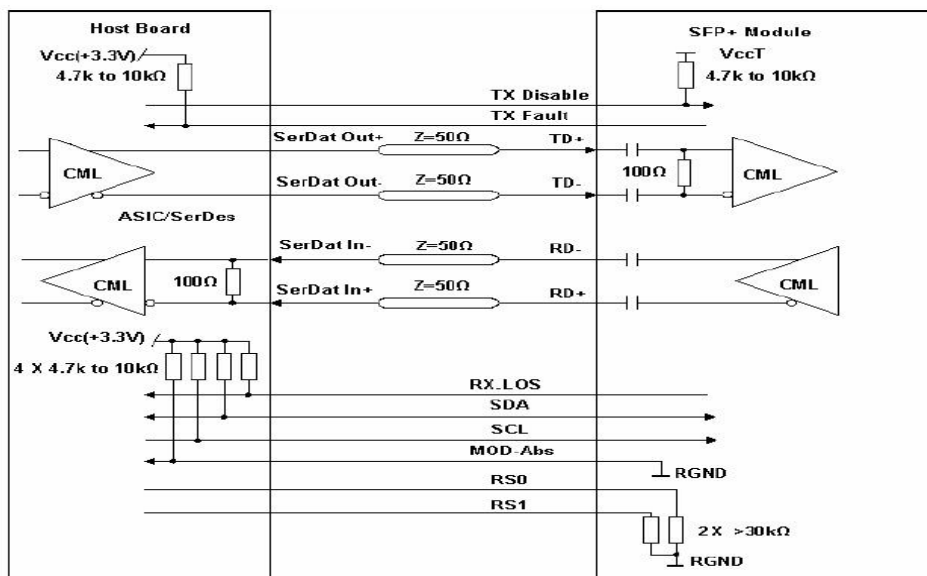 Host Board
SFP+ Module
Vcc(+3.3V)
4.7k to 10kΩ
VccT
4.7k to 10kΩ
TX Disable
TX Fault
SerDat Out+
Z=50Ω
TD+
CML
100Ω
CML
SerDat Out-
Z=50Ω
TD-
ASIC/SerDes
SerDat In-
Z=50Ω
RD-
CML
100Ω
CML
SerDat In+
Z=50Ω
RD+
Vcc(+3.3V)
4 X 4.7k to 10kΩ
RX-LOS
SDA
SCL
MOD-Abs
RGND
RS0
RS1
2X >30kΩ
RGND